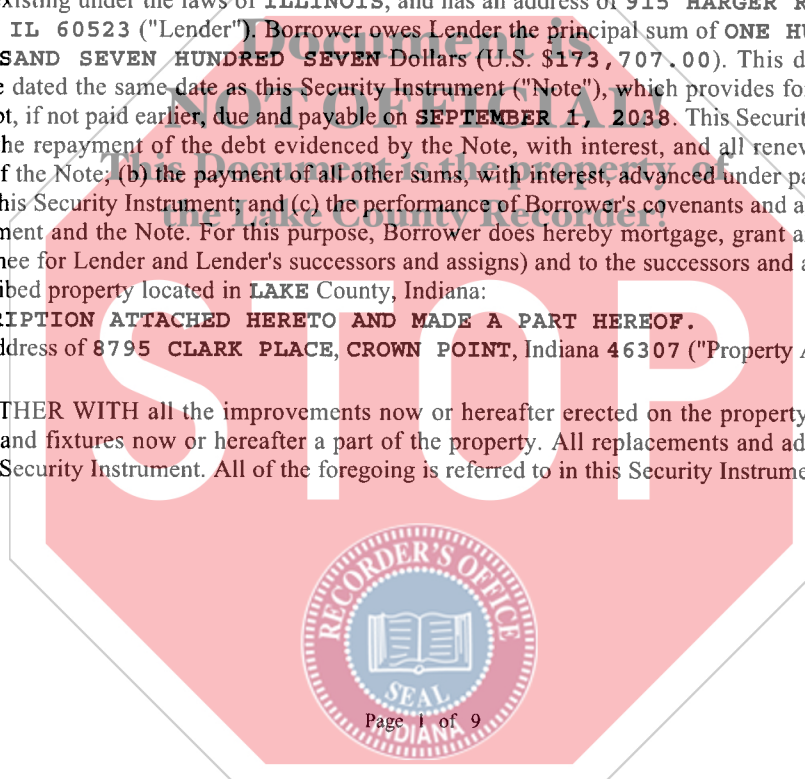 existing under the laws of ILLINOIS, and has an address of 915 HARGER R
IL 60523 ("Lender"). Borrower owes Lender the principal sum of ONE HU
SAND SEVEN HUNDRED SEVEN Dollars (U.S. $173,707.00). This d
e dated the same date as this Security Instrument ("Note"), which provides fo
ot, if not paid earlier, due and payable on SEPTEMBER 1, 2038. This Securit
he repayment of the debt evidenced by the Note, with interest, and all renew
f the Note; (b) the payment of all other sums, with interest, advanced under pa
his Security Instrument; and (c) the performance of Borrower's covenants and a
ment and the Note. For this purpose, Borrower does hereby mortgage, grant a
nee for Lender and Lender's successors and assigns) and to the successors and a
ibed property located in LAKE County, Indiana:
RIPTION ATTACHED HERETO AND MADE A PART HEREOF.
ddress of 8795 CLARK PLACE, CROWN POINT, Indiana 46307 ("Property A
THER WITH all the improvements now or hereafter erected on the property
and fixtures now or hereafter a part of the property. All replacements and ad
Security Instrument. All of the foregoing is referred to in this Security Instrume
Document is
NOT OFFICIAL!
This Document is the property of
the Lake County Recorder!
STOP
RECORDER'S OFFICE
SEAL
INDIANA
Page 1 of 9